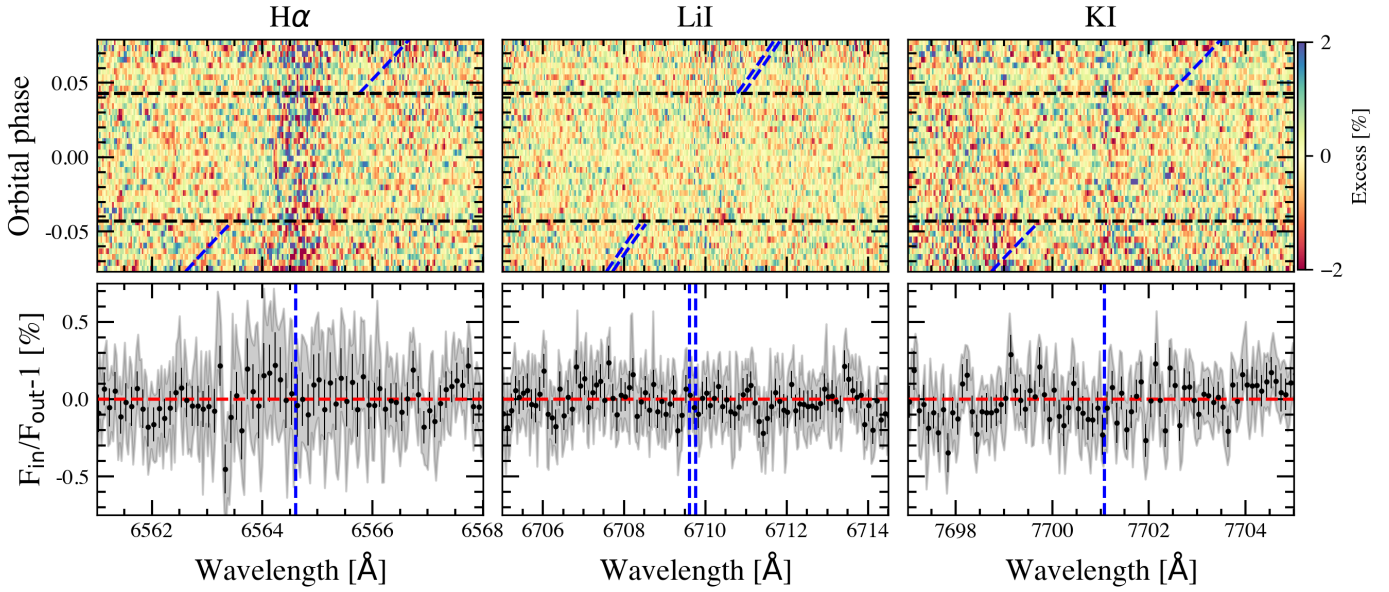 Hα LiI KI
Orbital phase
0.05
0.00
-0.05
2
0
−2
Excess [%]
F_in/F_out-1 [%]
0.5
0.0
-0.5
6562 6564 6566 6568
6706 6708 6710 6712 6714
7698 7700 7702 7704
Wavelength [Å] Wavelength [Å] Wavelength [Å]